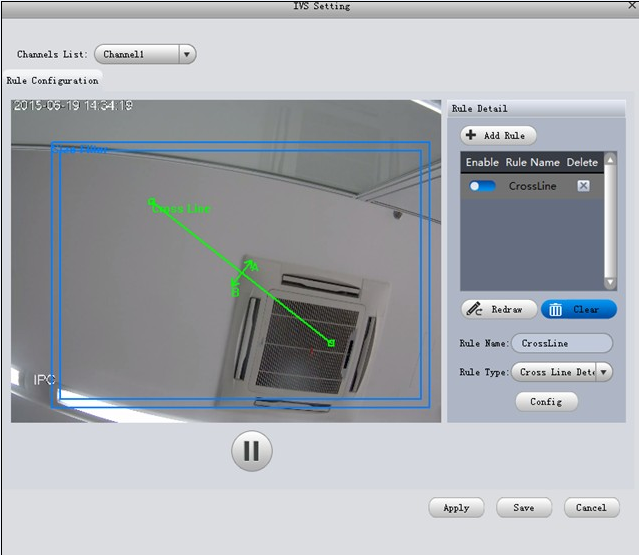 IVS Setting
Channels List: Channel1
Rule Configuration
2015-05-19 14:34:19
Rule Detail
Add Rule
Enable Rule Name Delete
CrossLine
Size Filter
Cross Line
A
B
Redraw Clear
Rule Name: CrossLine
IPC
Rule Type: Cross Line Dete
Config
Apply Save Cancel